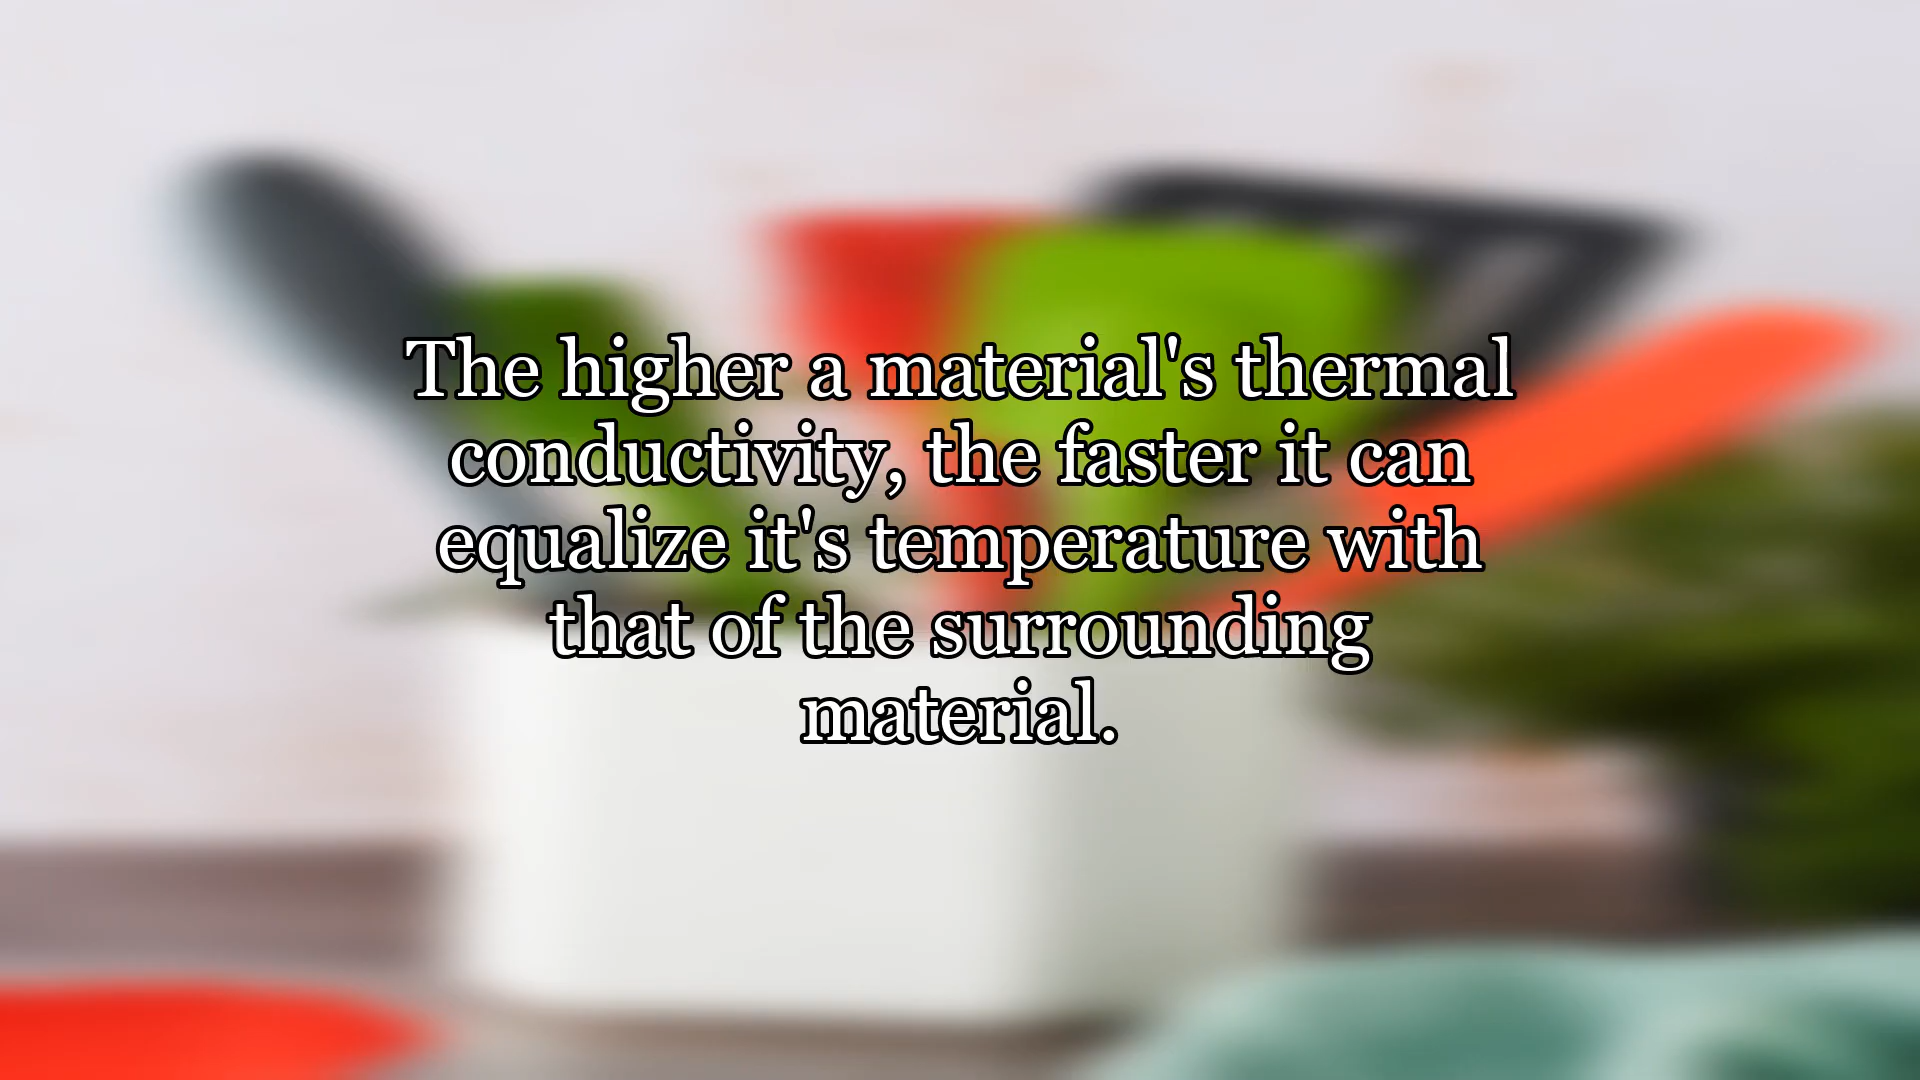 The higher a material's thermal
conductivity, the faster it can
equalize it's temperature with
that of the surrounding
material.